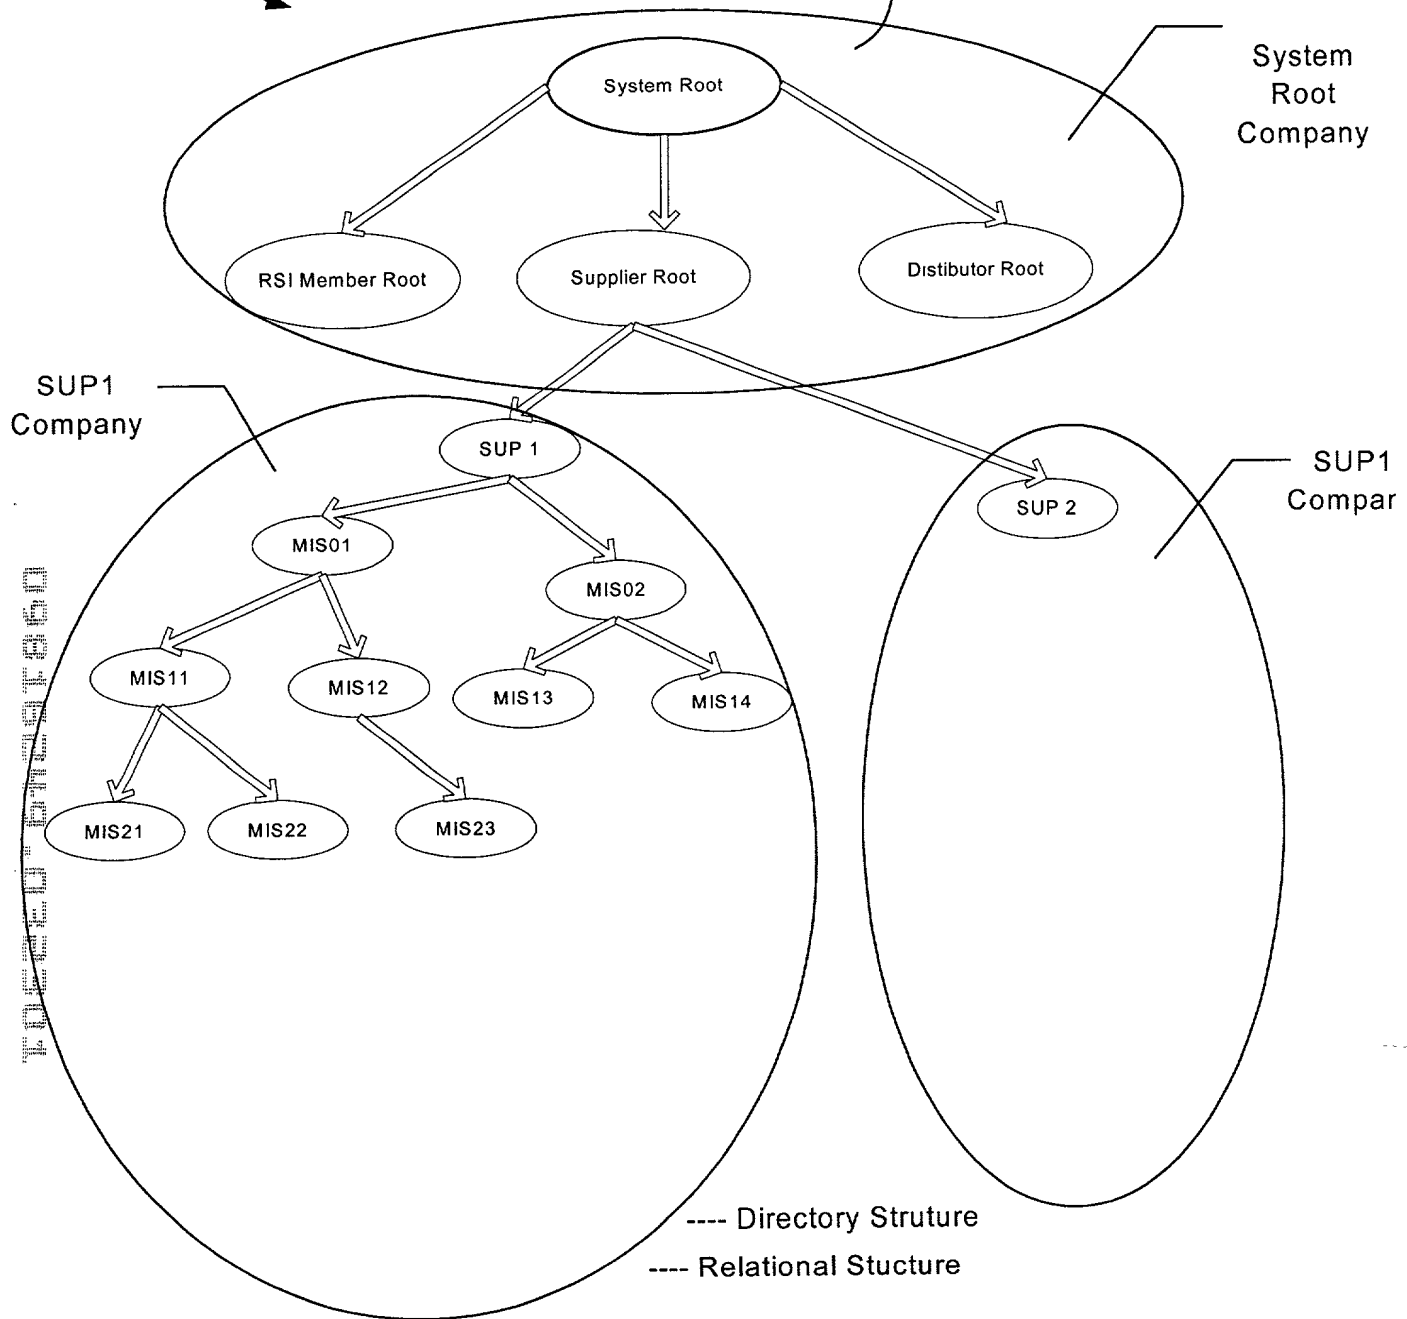 System
Root
Company
System Root
RSI Member Root
Supplier Root
Distibutor Root
SUP1
Company
SUP 1
SUP1
Compar
SUP 2
MIS01
MIS02
MIS11
MIS12
MIS13
MIS14
MIS21
MIS22
MIS23
---- Directory Struture
---- Relational Stucture